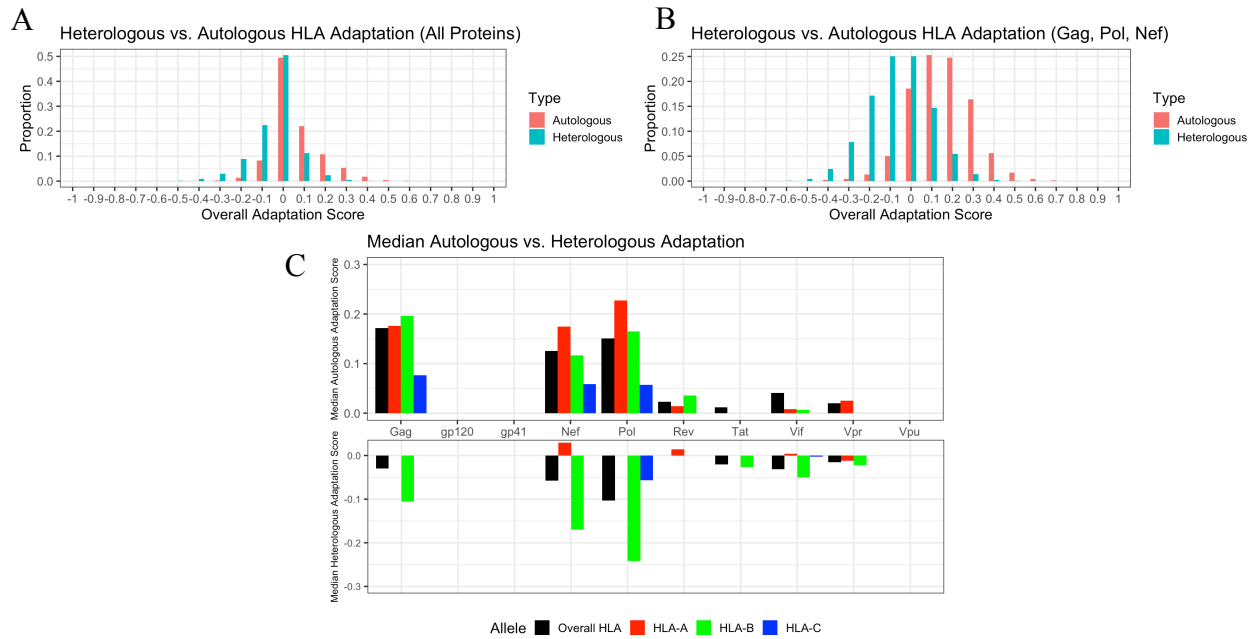 A
Heterologous vs. Autologous HLA Adaptation (All Proteins)
Proportion
0.5
0.4
0.3
0.2
0.1
0.0
-1 -0.9-0.8-0.7-0.6-0.5-0.4-0.3-0.2-0.1 0 0.1 0.2 0.3 0.4 0.5 0.6 0.7 0.8 0.9 1
Overall Adaptation Score
Type
Autologous
Heterologous
B
Heterologous vs. Autologous HLA Adaptation (Gag, Pol, Nef)
Proportion
0.25
0.20
0.15
0.10
0.05
0.00
-1 -0.9-0.8-0.7-0.6-0.5-0.4-0.3-0.2-0.1 0 0.1 0.2 0.3 0.4 0.5 0.6 0.7 0.8 0.9 1
Overall Adaptation Score
Type
Autologous
Heterologous
C
Median Autologous vs. Heterologous Adaptation
Median Autologous Adaptation Score
0.3
0.2
0.1
0.0
Gag gp120 gp41 Nef Pol Rev Tat Vif Vpr Vpu
Median Heterologous Adaptation Score
0.0
-0.1
-0.2
-0.3
Allele Overall HLA HLA-A HLA-B HLA-C